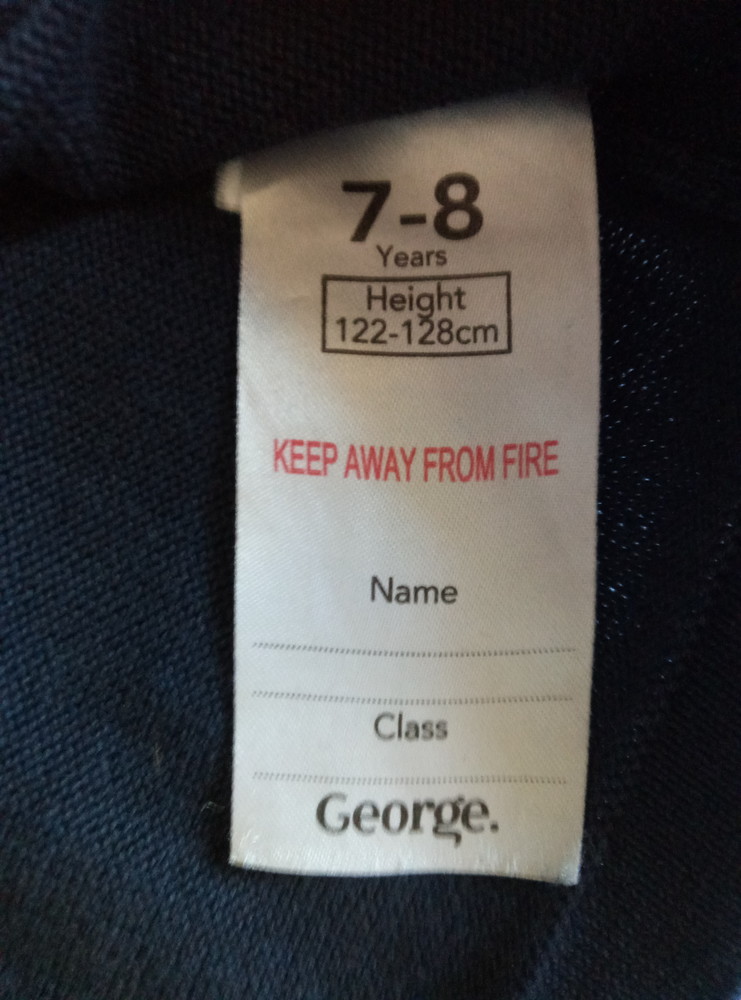 7-8
Years
Height
122-128cm
KEEP AWAY FROM FIRE
Name
Class
George.